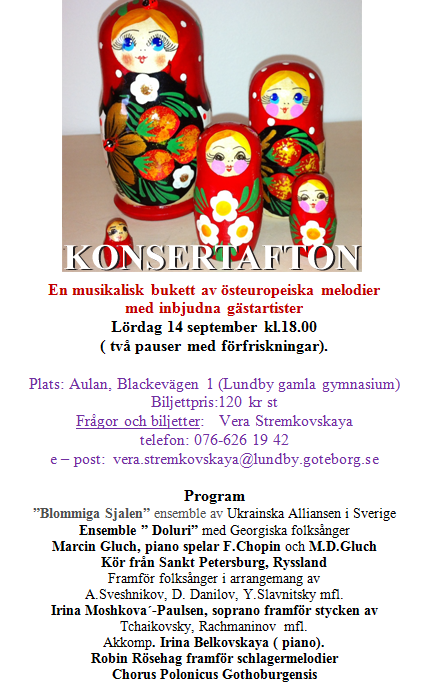 KONSERTAFTON
En musikalisk bukett av östeuropeiska melodier
med inbjudna gästartister
Lördag 14 september kl.18.00
( två pauser med förfriskningar).
Plats: Aulan, Blackevägen 1 (Lundby gamla gymnasium)
Biljettpris:120 kr st
Frågor och biljetter: Vera Stremkovskaya
telefon: 076-626 19 42
e – post: vera.stremkovskaya@lundby.goteborg.se
Program
”Blommiga Sjalen” ensemble av Ukrainska Alliansen i Sverige
Ensemble ” Doluri” med Georgiska folksånger
Marcin Gluch, piano spelar F.Chopin och M.D.Gluch
Kör från Sankt Petersburg, Ryssland
Framför folksånger i arrangemang av
A.Sveshnikov, D. Danilov, Y.Slavnitsky mfl.
Irina Moshkova´-Paulsen, soprano framför stycken av
Tchaikovsky, Rachmaninov mfl.
Akkomp. Irina Belkovskaya ( piano).
Robin Rösehag framför schlagermelodier
Chorus Polonicus Gothoburgensis